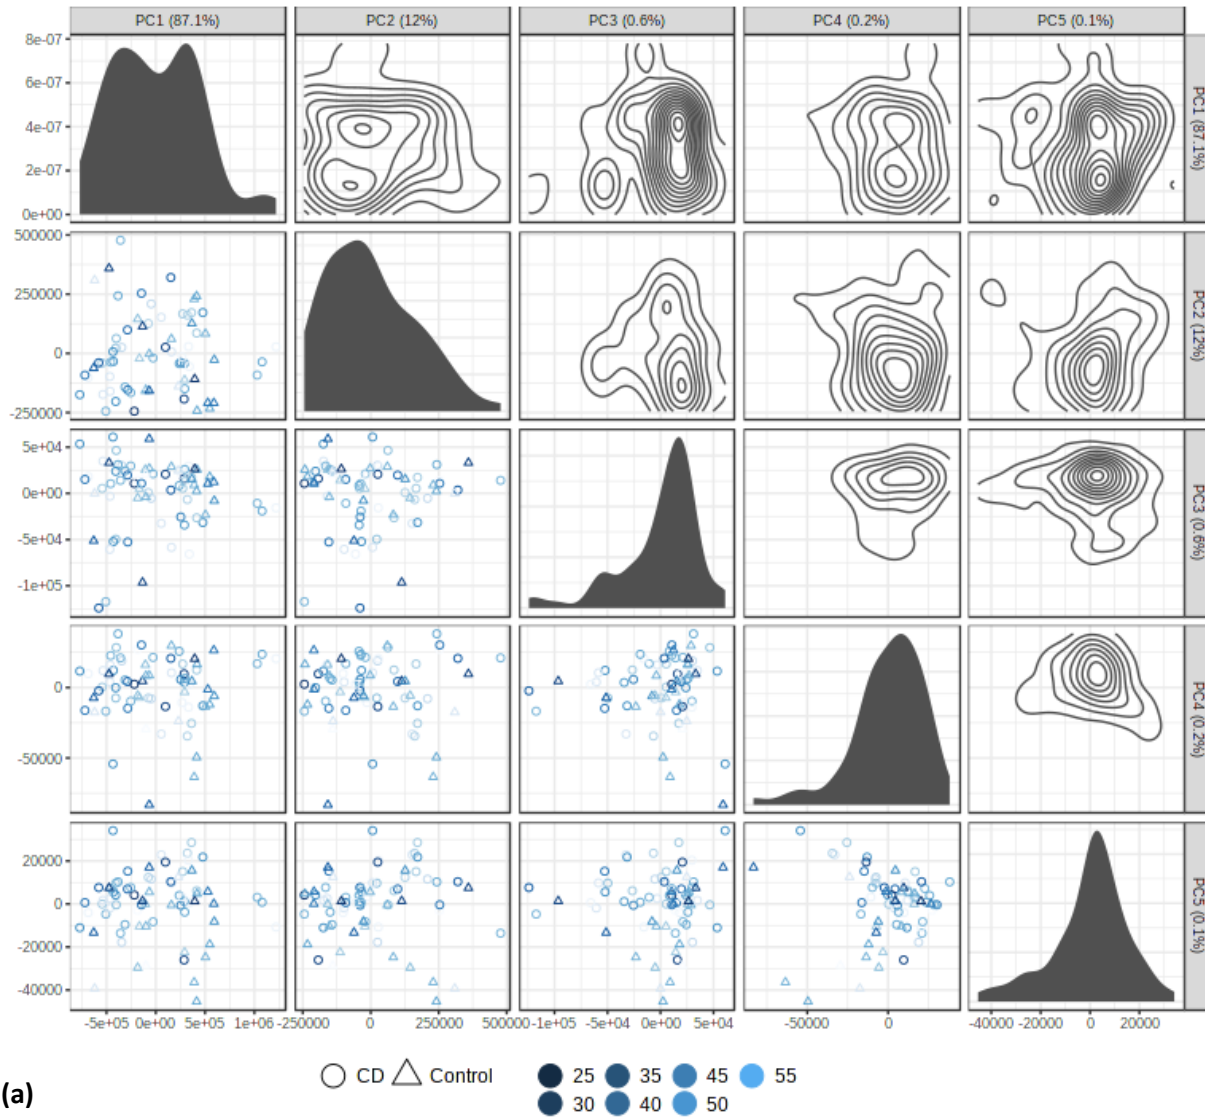 PC1 (87.1%) PC2 (12%) PC3 (0.6%) PC4 (0.2%) PC5 (0.1%)
8e-07
6e-07
4e-07
2e-07
0e+00
PC1 (87.1%)
500000
250000
0
-250000
PC2 (12%)
5e+04
0e+00
-5e+04
-1e+05
PC3 (0.6%)
0
-50000
PC4 (0.2%)
20000
0
-20000
-40000
PC5 (0.1%)
-5e+05 0e+00 5e+05 1e+06 -250000 0 250000 500000 -1e+05 -5e+04 0e+00 5e+04 -50000 0 -40000 -20000 0 20000
CD Control 25 35 45 55
(a) 30 40 50